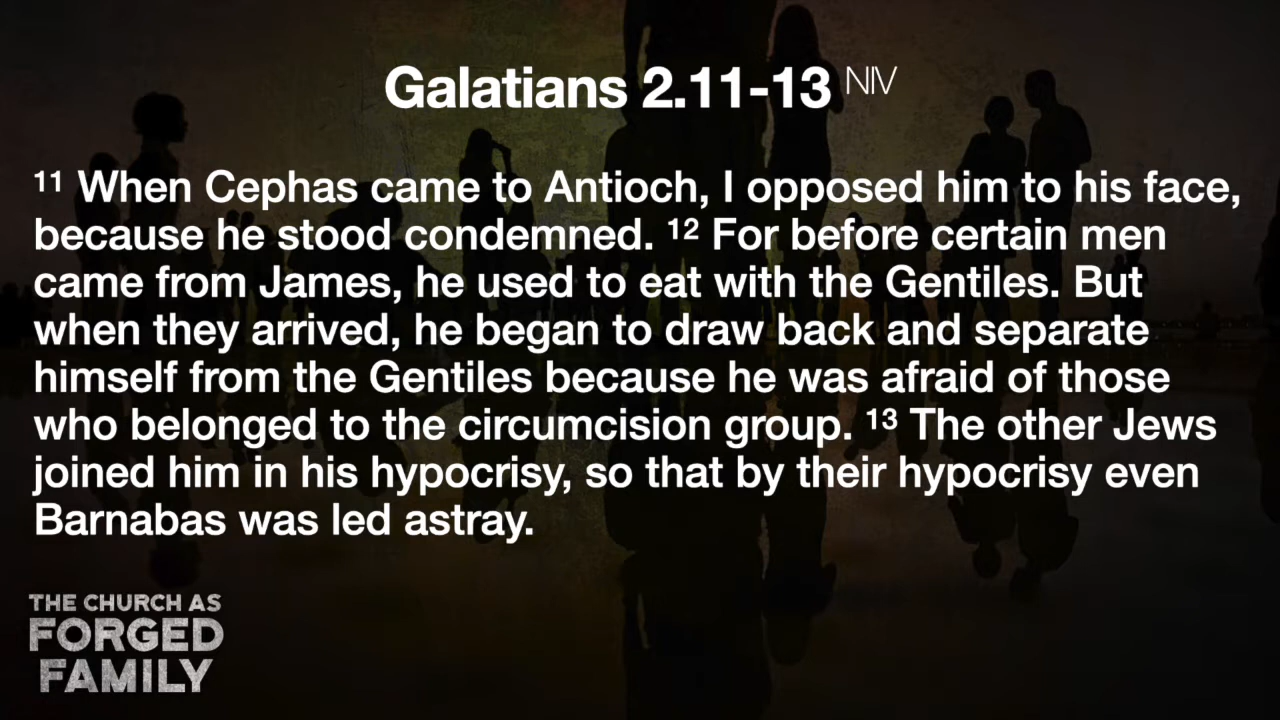 Galatians 2.11-13 NIV
¹¹ When Cephas came to Antioch, I opposed him to his face,
because he stood condemned. ¹² For before certain men
came from James, he used to eat with the Gentiles. But
when they arrived, he began to draw back and separate
himself from the Gentiles because he was afraid of those
who belonged to the circumcision group. ¹³ The other Jews
joined him in his hypocrisy, so that by their hypocrisy even
Barnabas was led astray.
THE CHURCH AS
FORGED
FAMILY